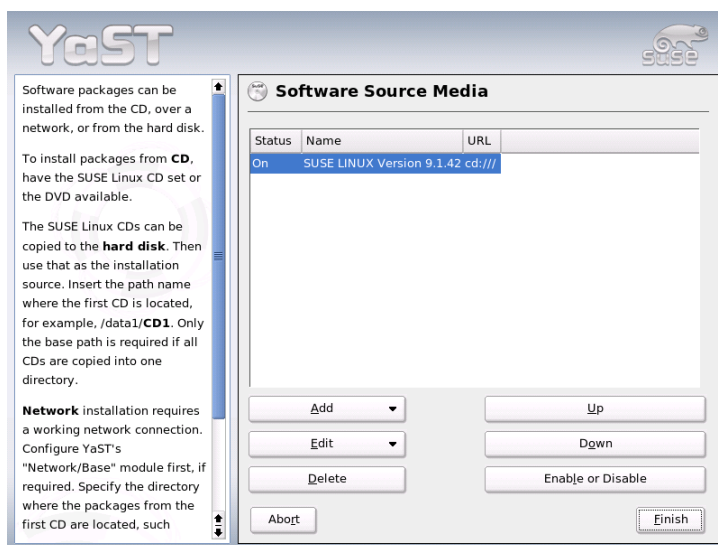 YaST
SUSE
Software packages can be
installed from the CD, over a
network, or from the hard disk.
To install packages from CD,
have the SUSE Linux CD set or
the DVD available.
The SUSE Linux CDs can be
copied to the hard disk. Then
use that as the installation
source. Insert the path name
where the first CD is located,
for example, /data1/CD1. Only
the base path is required if all
CDs are copied into one
directory.
Network installation requires
a working network connection.
Configure YaST's
"Network/Base" module first, if
required. Specify the directory
where the packages from the
first CD are located, such
Software Source Media
Status Name URL
On SUSE LINUX Version 9.1.42 cd:///
Add Up
Edit Down
Delete Enable or Disable
Abort Finish